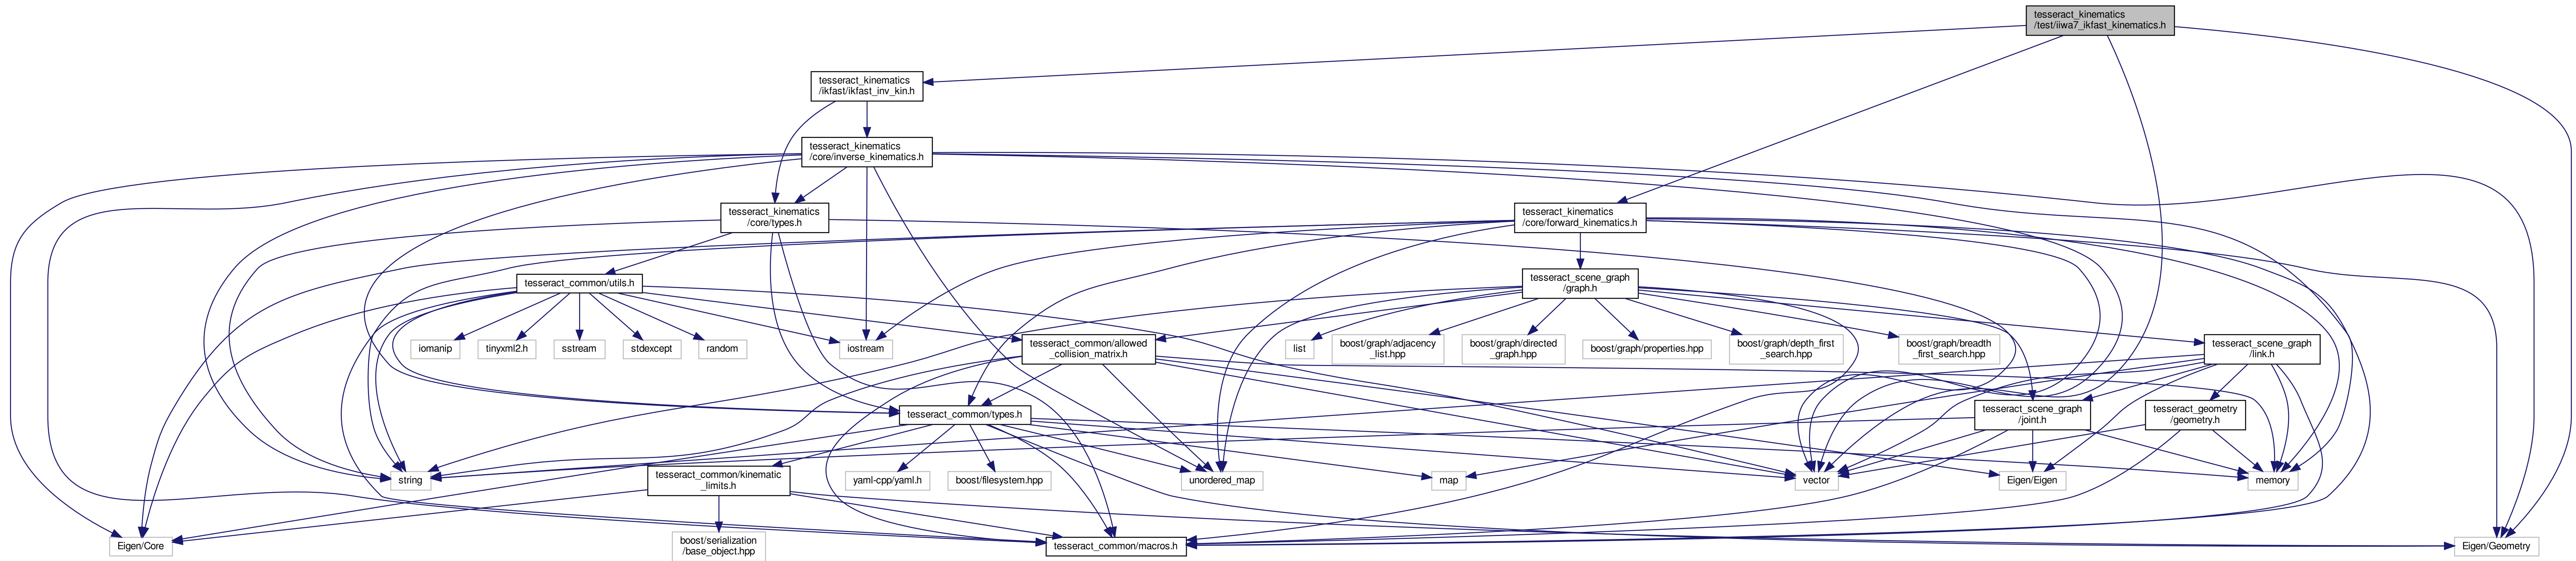 tesseract_kinematics
/test/iiwa7_ikfast_kinematics.h
tesseract_kinematics
/ikfast/ikfast_inv_kin.h
tesseract_kinematics
/core/inverse_kinematics.h
tesseract_kinematics
/core/types.h
tesseract_kinematics
/core/forward_kinematics.h
tesseract_common/utils.h
tesseract_scene_graph
/graph.h
iomanip
tinyxml2.h
sstream
stdexcept
random
iostream
tesseract_common/allowed
_collision_matrix.h
list
boost/graph/adjacency
_list.hpp
boost/graph/directed
_graph.hpp
boost/graph/properties.hpp
boost/graph/depth_first
_search.hpp
boost/graph/breadth
_first_search.hpp
tesseract_scene_graph
/link.h
tesseract_common/types.h
tesseract_scene_graph
/joint.h
tesseract_geometry
/geometry.h
string
tesseract_common/kinematic
_limits.h
yaml-cpp/yaml.h
boost/filesystem.hpp
unordered_map
map
vector
Eigen/Eigen
memory
Eigen/Core
boost/serialization
/base_object.hpp
tesseract_common/macros.h
Eigen/Geometry